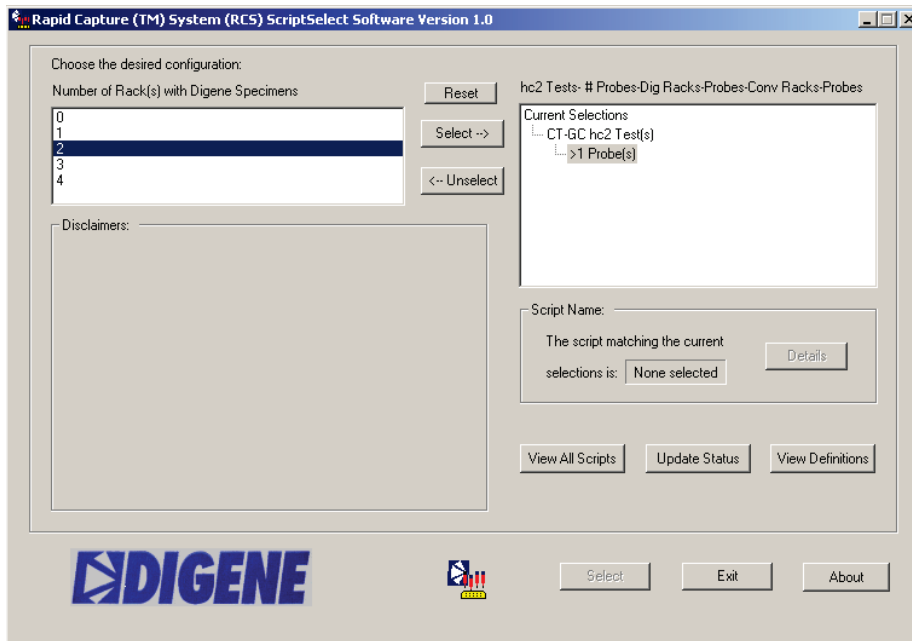 Rapid Capture (TM) System (RCS) ScriptSelect Software Version 1.0
Choose the desired configuration:
Number of Rack(s) with Digene Specimens
0
1
2
3
4
Reset
Select -->
<-- Unselect
hc2 Tests- # Probes-Dig Racks-Probes-Conv Racks-Probes
Current Selections
CT-GC hc2 Test(s)
>1 Probe(s)
Disclaimers:
Script Name:
The script matching the current
selections is: None selected
Details
View All Scripts
Update Status
View Definitions
DIGENE
Select
Exit
About